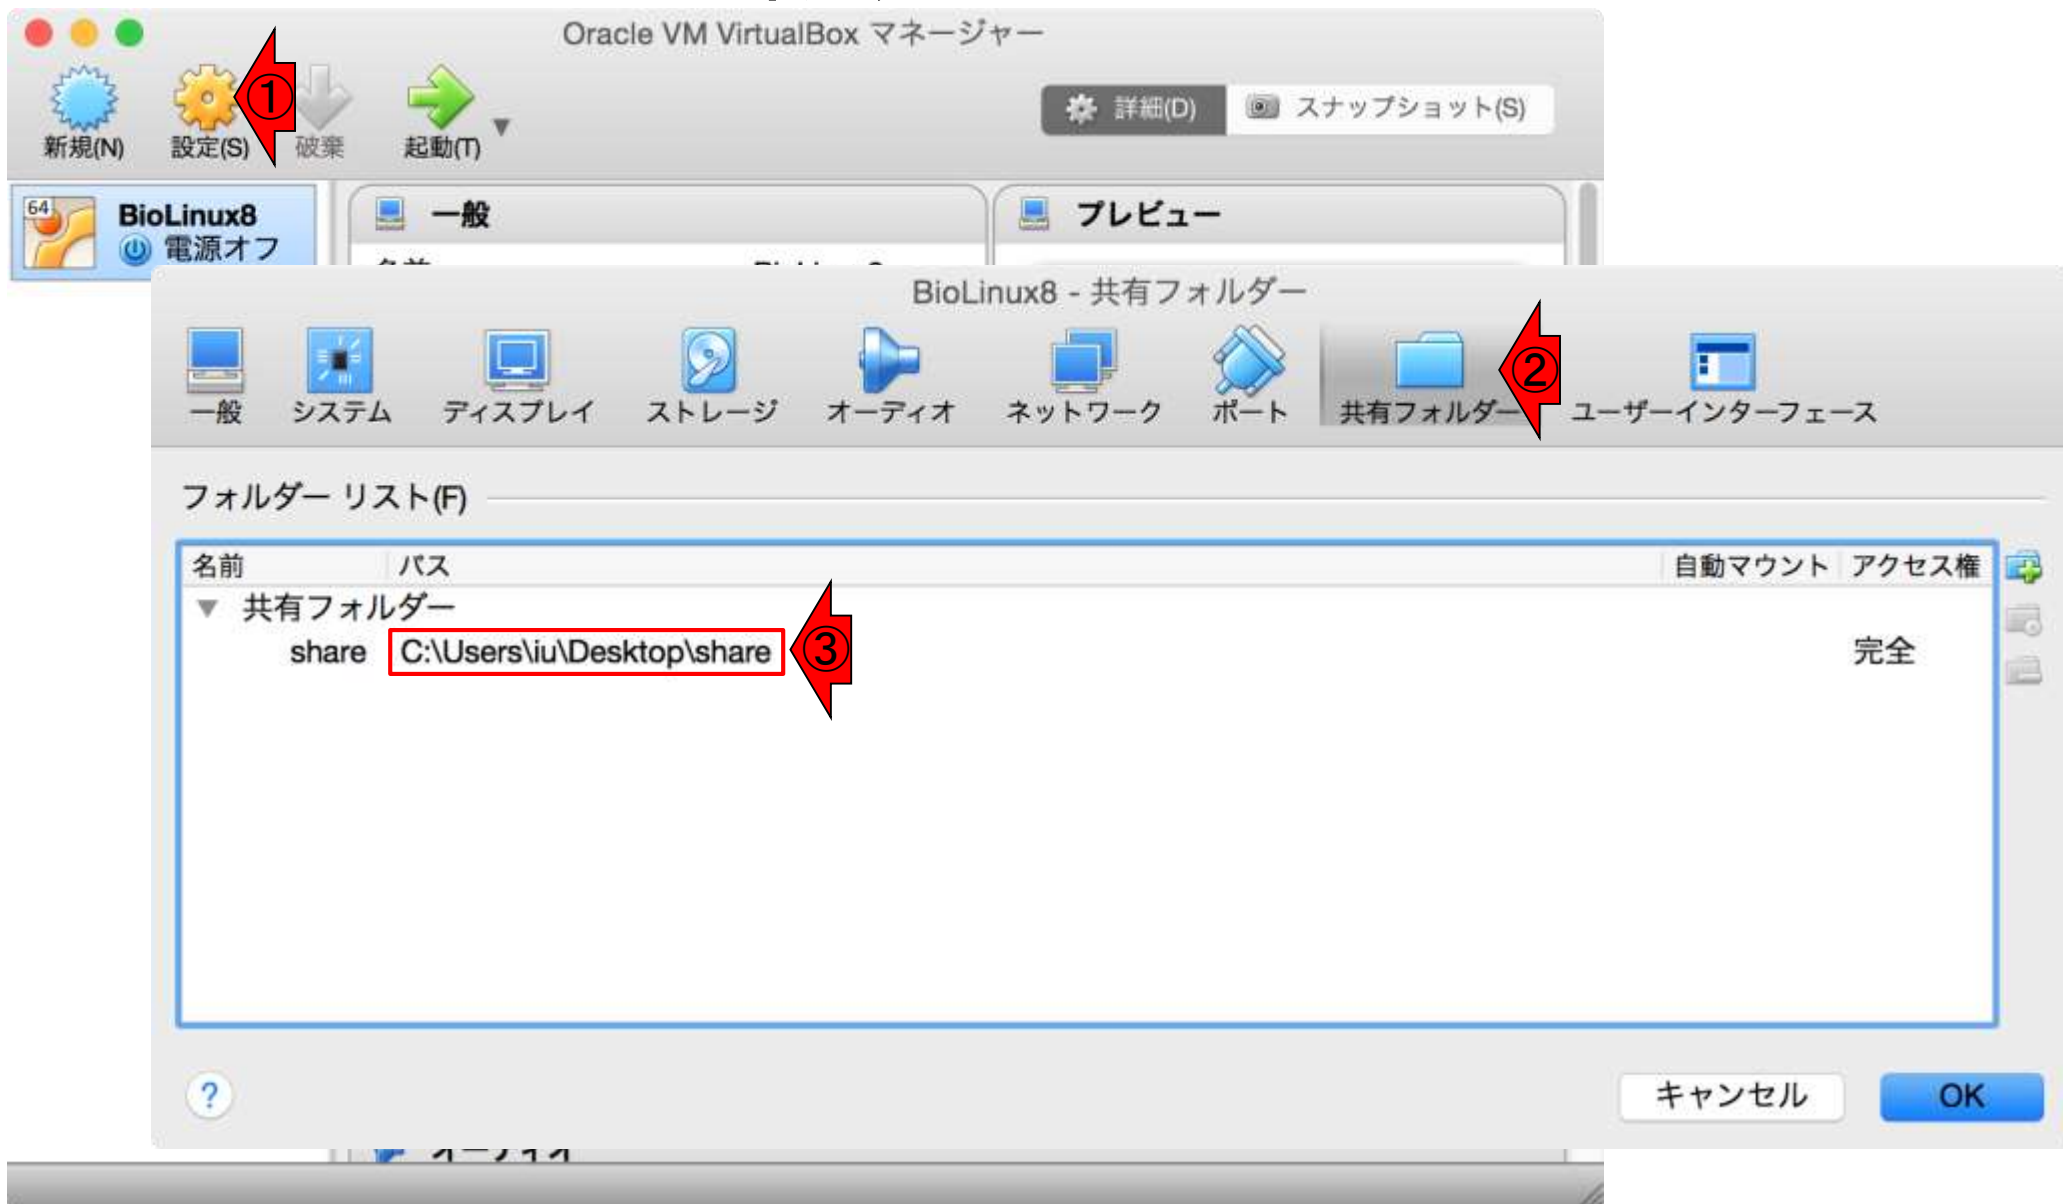 Oracle VM VirtualBox マネージャー
新規(N) 設定(S) 破棄 起動(T) 詳細(D) スナップショット(S)
①
64 BioLinux8
電源オフ
一般 プレビュー
BioLinux8 - 共有フォルダー
一般 システム ディスプレイ ストレージ オーディオ ネットワーク ポート 共有フォルダー ユーザーインターフェース
②
フォルダー リスト(F)
名前 パス 自動マウント アクセス権
共有フォルダー
share C:\Users\iu\Desktop\share 完全
③
? キャンセル OK